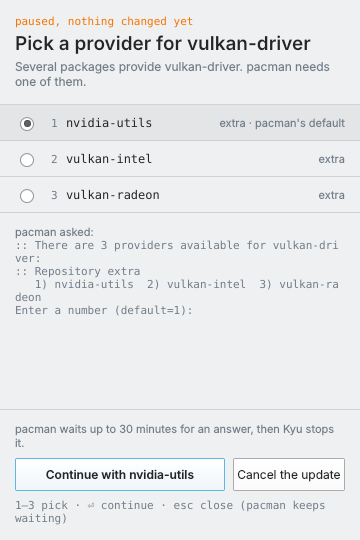 paused, nothing changed yet
Pick a provider for vulkan-driver
Several packages provide vulkan-driver. pacman needs
one of them.
1 nvidia-utils extra · pacman's default
2 vulkan-intel extra
3 vulkan-radeon extra
pacman asked:
:: There are 3 providers available for vulkan-dri
ver:
:: Repository extra
   1) nvidia-utils  2) vulkan-intel  3) vulkan-ra
deon
Enter a number (default=1):
pacman waits up to 30 minutes for an answer, then Kyu stops
it.
Continue with nvidia-utils Cancel the update
1–3 pick · ⏎ continue · esc close (pacman keeps
waiting)